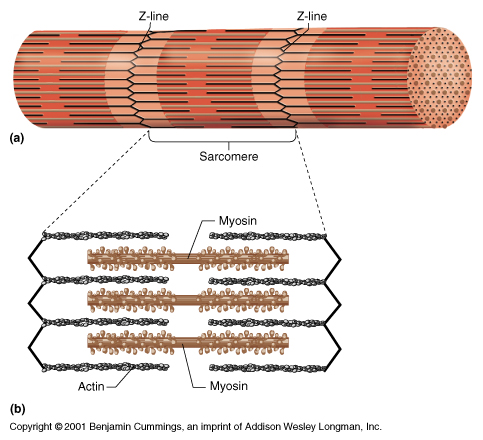 Z-line Z-line
(a)
Sarcomere
Myosin
Actin Myosin
(b)
Copyright © 2001 Benjamin Cummings, an imprint of Addison Wesley Longman, Inc.